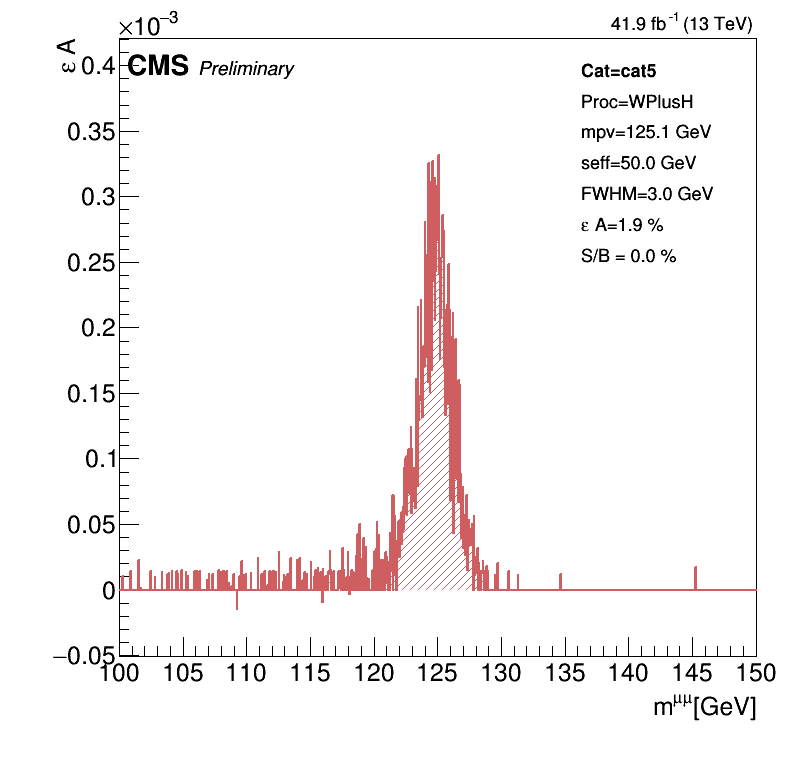 ×10⁻³
41.9 fb⁻¹ (13 TeV)
ε A
CMS Preliminary
Cat=cat5
Proc=WPlusH
mpv=125.1 GeV
seff=50.0 GeV
FWHM=3.0 GeV
ε A=1.9 %
S/B = 0.0 %
0.4
0.35
0.3
0.25
0.2
0.15
0.1
0.05
0
−0.05
100 105 110 115 120 125 130 135 140 145 150
m^μμ[GeV]